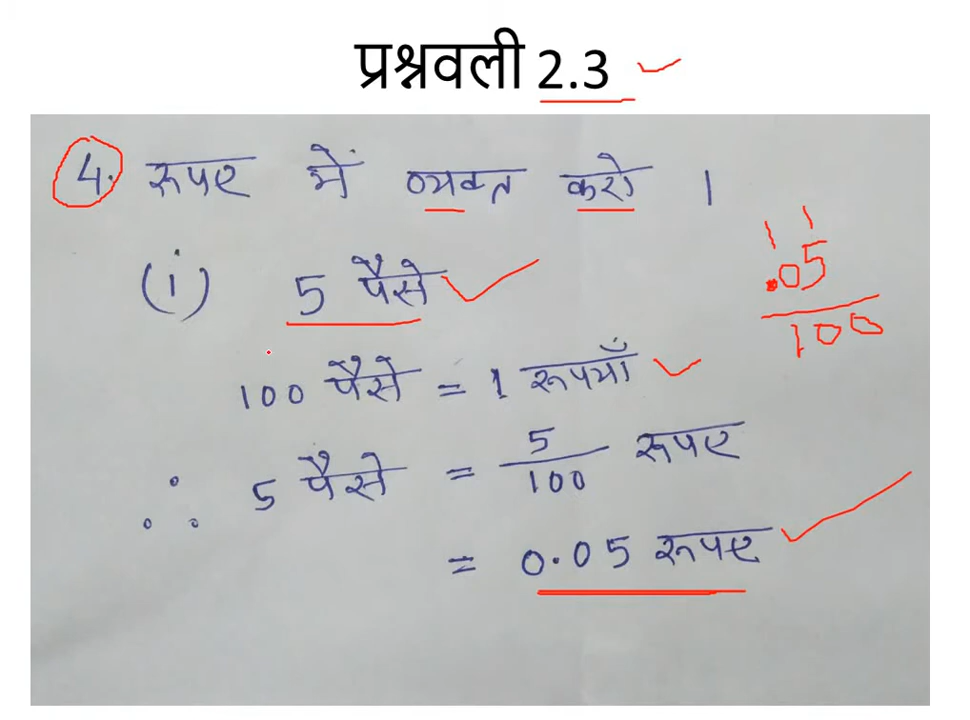 प्रश्नवली 2.3
4. रूपए में व्यक्त करो ।
(i) 5 पैसे
.05
100
100 पैसे = 1 रूपयाँ
∴ 5 पैसे = 5/100 रूपए
= 0.05 रूपए